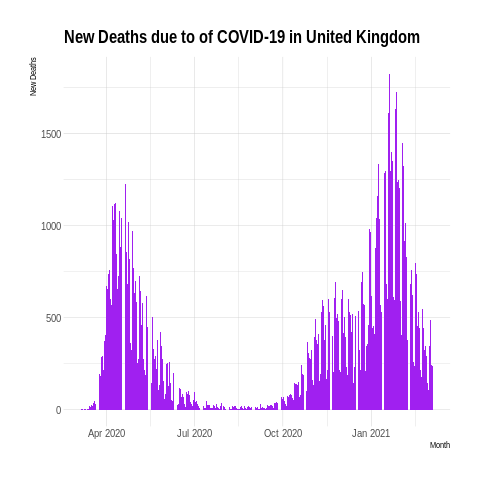 New Deaths due to of COVID-19 in United Kingdom
New Deaths
1500
1000
500
0
Apr 2020 Jul 2020 Oct 2020 Jan 2021
Month